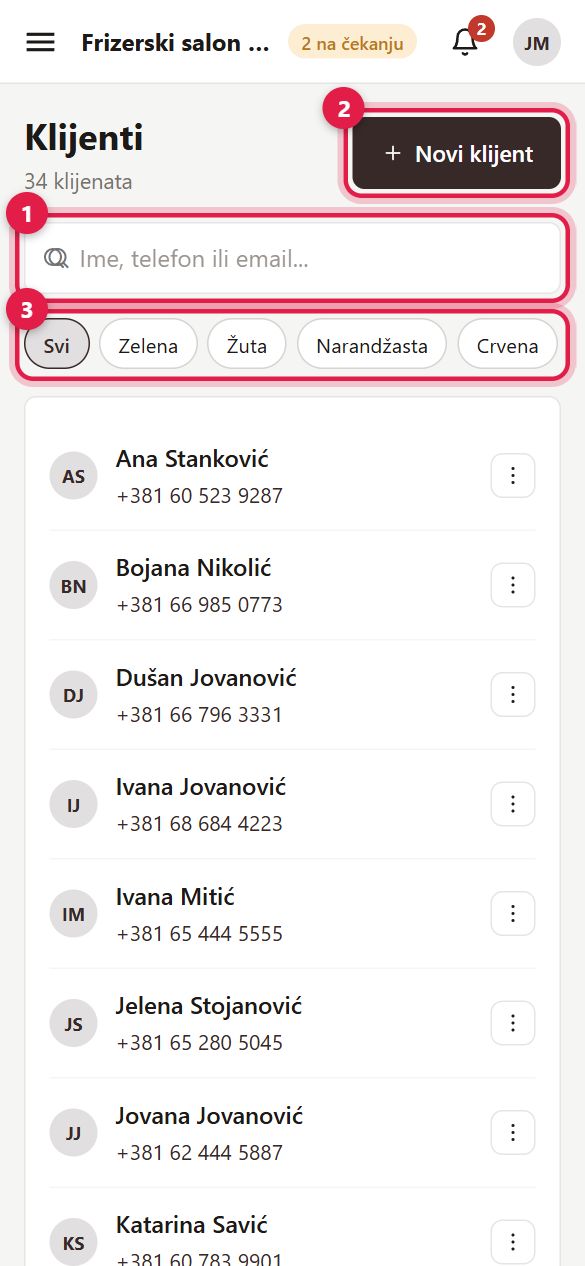 Frizerski salon ...
2 na čekanju
2
JM
Klijenti
34 klijenata
2
+ Novi klijent
1
Ime, telefon ili email...
3
Svi
Zelena
Žuta
Narandžasta
Crvena
AS
Ana Stanković
+381 60 523 9287
BN
Bojana Nikolić
+381 66 985 0773
DJ
Dušan Jovanović
+381 66 796 3331
IJ
Ivana Jovanović
+381 68 684 4223
IM
Ivana Mitić
+381 65 444 5555
JS
Jelena Stojanović
+381 65 280 5045
JJ
Jovana Jovanović
+381 62 444 5887
KS
Katarina Savić
+381 60 783 9901